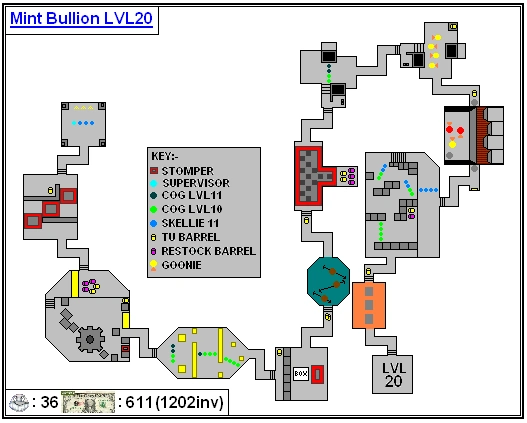 Mint Bullion LVL20
KEY:-
STOMPER
SUPERVISOR
COG LVL11
COG LVL10
SKELLIE 11
TU BARREL
RESTOCK BARREL
GOONIE
BOX
LVL
20
: 36 : 611(1202inv)